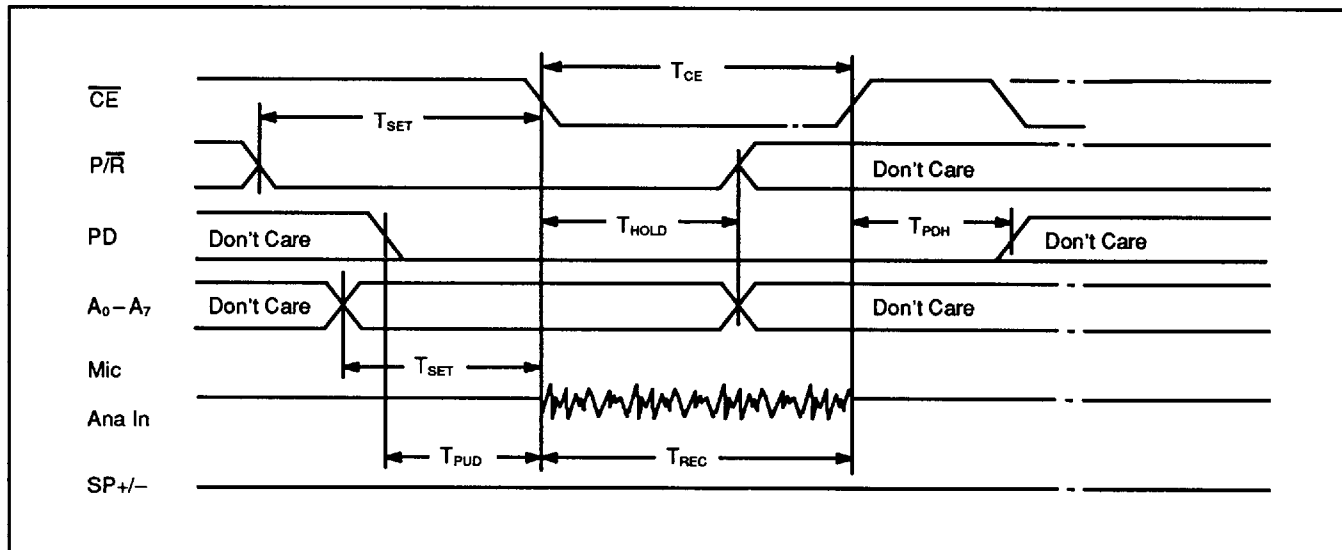 T_CE
C̅E̅
T_SET
P/R̅
Don't Care
T_HOLD
T_PDH
PD
Don't Care
Don't Care
A₀–A₇
Don't Care
Don't Care
Mic
T_SET
Ana In
T_PUD
T_REC
SP+/–